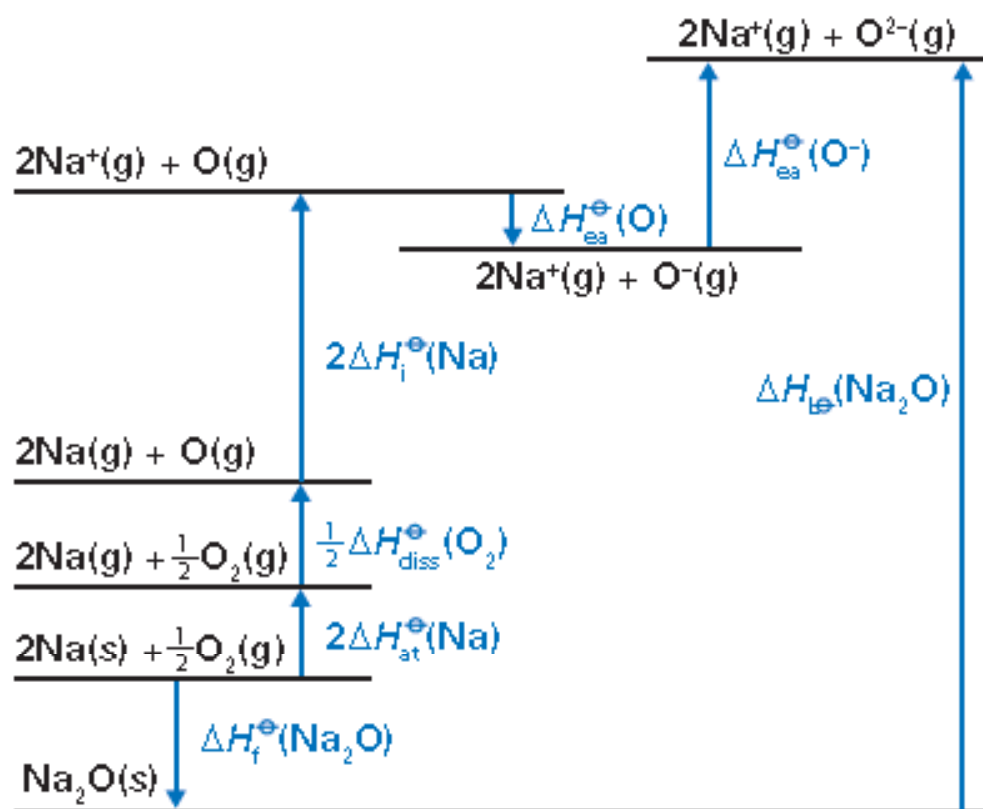 2Na⁺(g) + O²⁻(g)
2Na⁺(g) + O(g)
ΔH⊖ea(O⁻)
ΔH⊖ea(O)
2Na⁺(g) + O⁻(g)
2ΔH⊖i(Na)
ΔH⊖(Na₂O)
2Na(g) + O(g)
2Na(g) + ½O₂(g)
½ΔH⊖diss(O₂)
2Na(s) + ½O₂(g)
2ΔH⊖at(Na)
ΔH⊖f(Na₂O)
Na₂O(s)